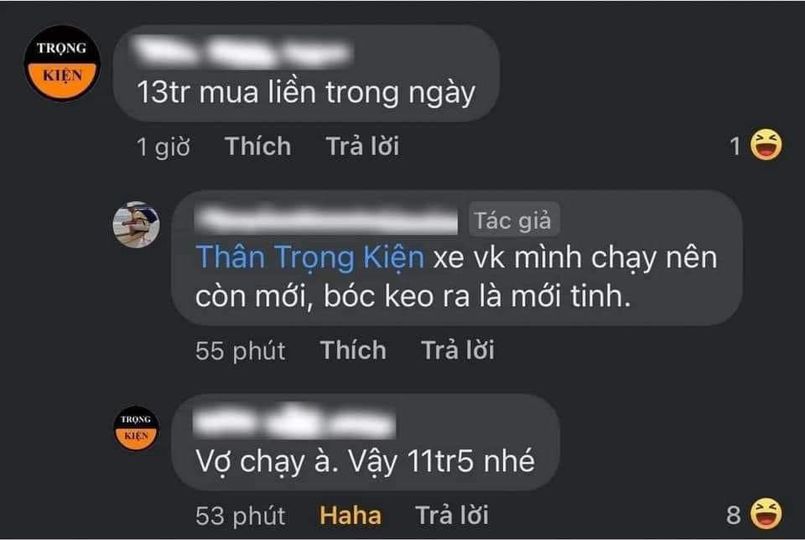 TRỌNG
KIỆN
13tr mua liền trong ngày
1 giờ Thích Trả lời 1
Tác giả
Thân Trọng Kiện xe vk mình chạy nên
còn mới, bóc keo ra là mới tinh.
55 phút Thích Trả lời
TRỌNG
KIỆN
Vợ chạy à. Vậy 11tr5 nhé
53 phút Haha Trả lời 8